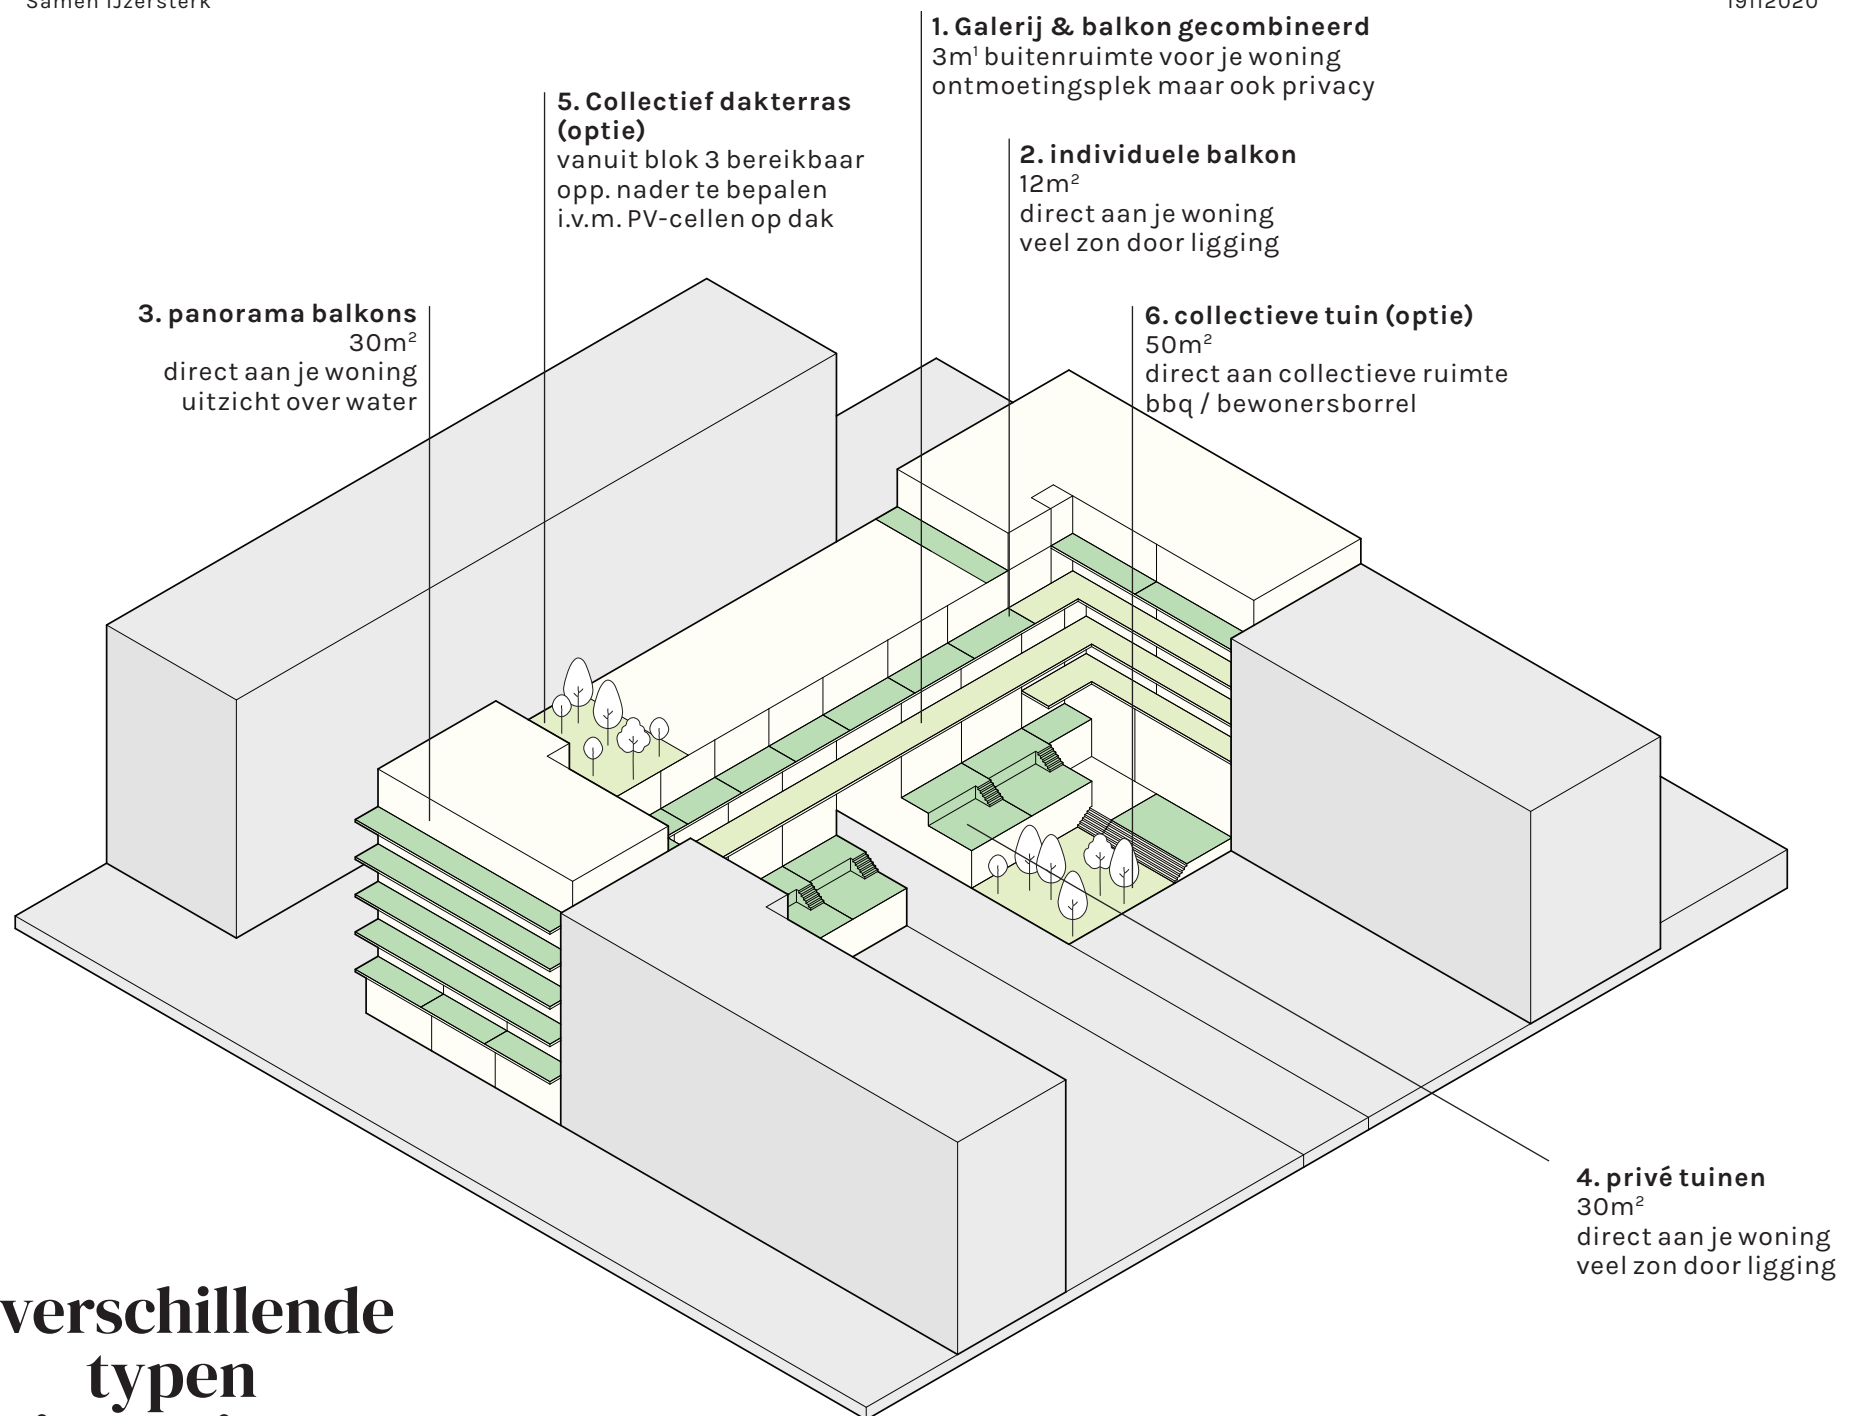 Samen IJzersterk
19112020
1. Galerij & balkon gecombineerd
3m¹ buitenruimte voor je woning
ontmoetingsplek maar ook privacy
5. Collectief dakterras
(optie)
vanuit blok 3 bereikbaar
opp. nader te bepalen
i.v.m. PV-cellen op dak
2. individuele balkon
12m²
direct aan je woning
veel zon door ligging
3. panorama balkons
30m²
direct aan je woning
uitzicht over water
6. collectieve tuin (optie)
50m²
direct aan collectieve ruimte
bbq / bewonersborrel
4. privé tuinen
30m²
direct aan je woning
veel zon door ligging
verschillende
typen